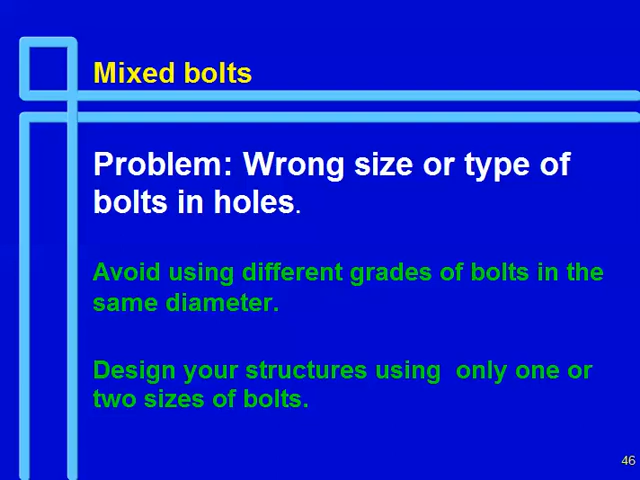 Mixed bolts
Problem: Wrong size or type of
bolts in holes.
Avoid using different grades of bolts in the
same diameter.
Design your structures using  only one or
two sizes of bolts.
46